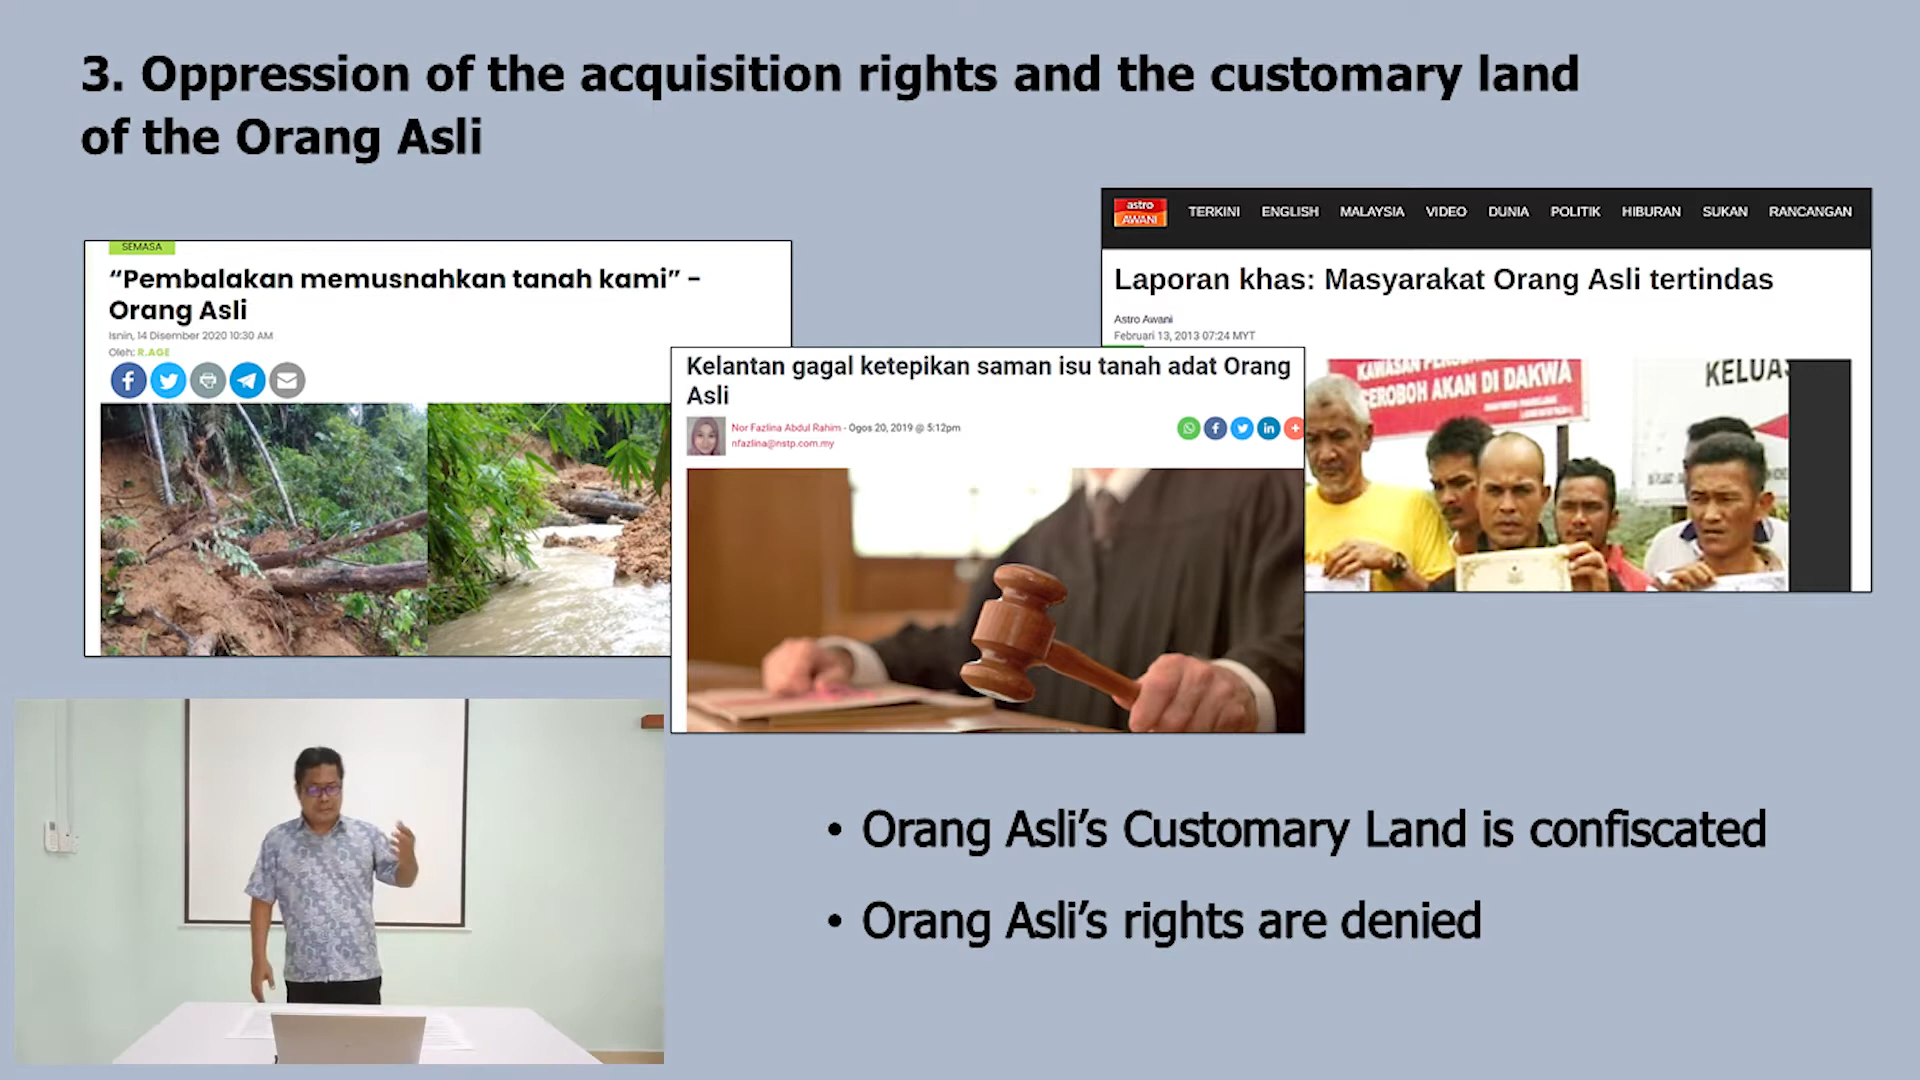 3. Oppression of the acquisition rights and the customary land
of the Orang Asli
SEMASA
“Pembalakan memusnahkan tanah kami” –
Orang Asli
Isnin, 14 Disember 2020 10:30 AM
Oleh: R.AGE
Kelantan gagal ketepikan saman isu tanah adat Orang
Asli
Nor Fazlina Abdul Rahim - Ogos 20, 2019 @ 5:12pm
nfazlina@nstp.com.my
astro
AWANI
TERKINI ENGLISH MALAYSIA VIDEO DUNIA POLITIK HIBURAN SUKAN RANCANGAN
Laporan khas: Masyarakat Orang Asli tertindas
Astro Awani
Februari 13, 2013 07:24 MYT
KAWASAN
CEROBOH AKAN DI DAKWA
KELUAS
• Orang Asli’s Customary Land is confiscated
• Orang Asli’s rights are denied